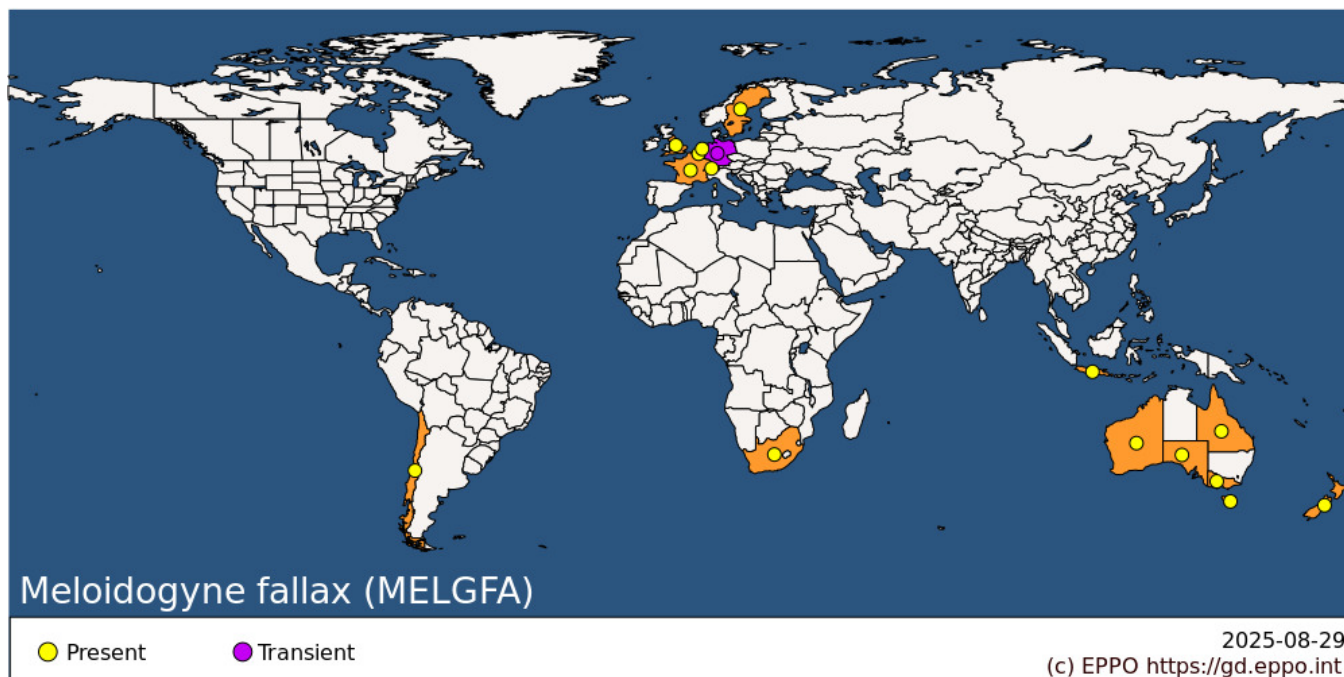 Meloidogyne fallax (MELGFA)
Present
Transient
2025-08-29
(c) EPPO https://gd.eppo.int